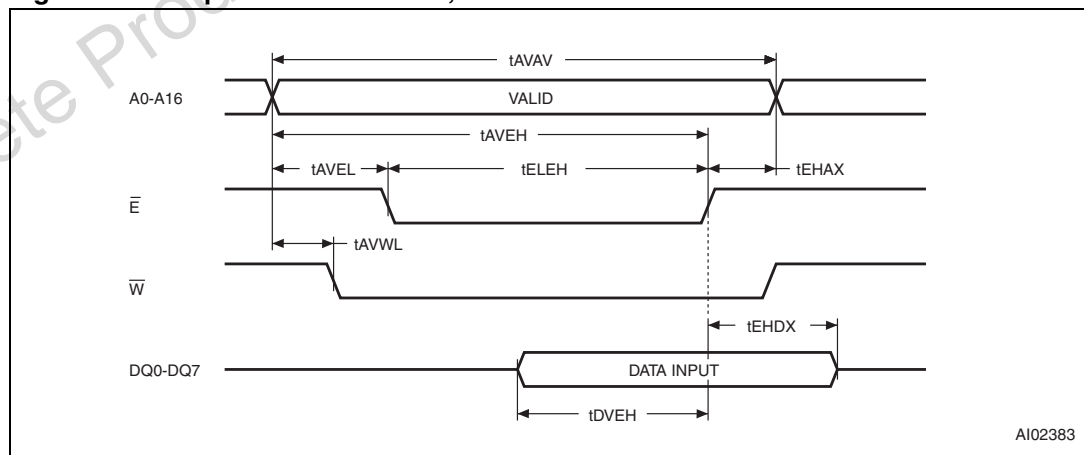 tAVAV
A0-A16
VALID
tAVEH
tAVEL
tELEH
tEHAX
E̅
tAVWL
W̅
tEHDX
DQ0-DQ7
DATA INPUT
tDVEH
AI02383